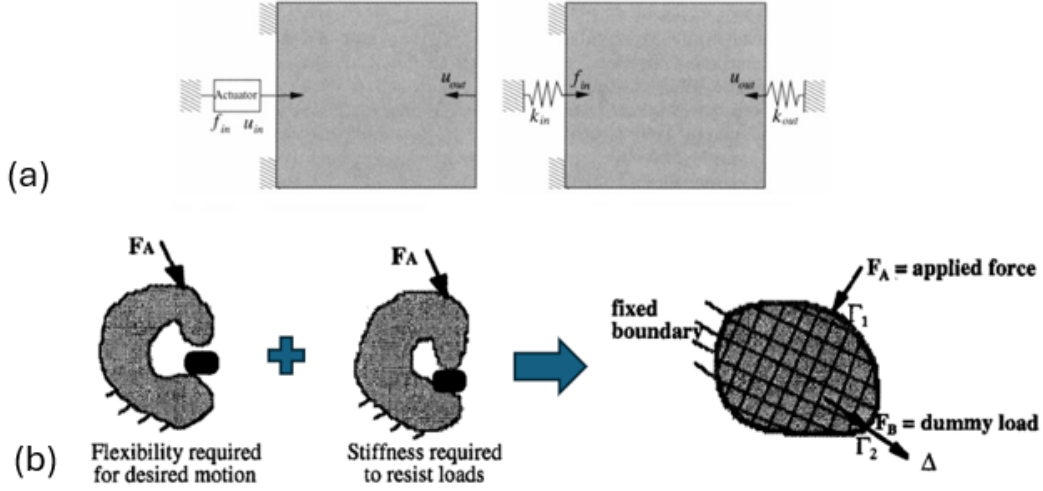 u_out
Actuator
f_in u_in
f_in
k_in
u_out
k_out
(a)
F_A
F_A
F_A = applied force
Γ_1
fixed
boundary
F_B = dummy load
Γ_2
Δ
(b)
Flexibility required
for desired motion
Stiffness required
to resist loads